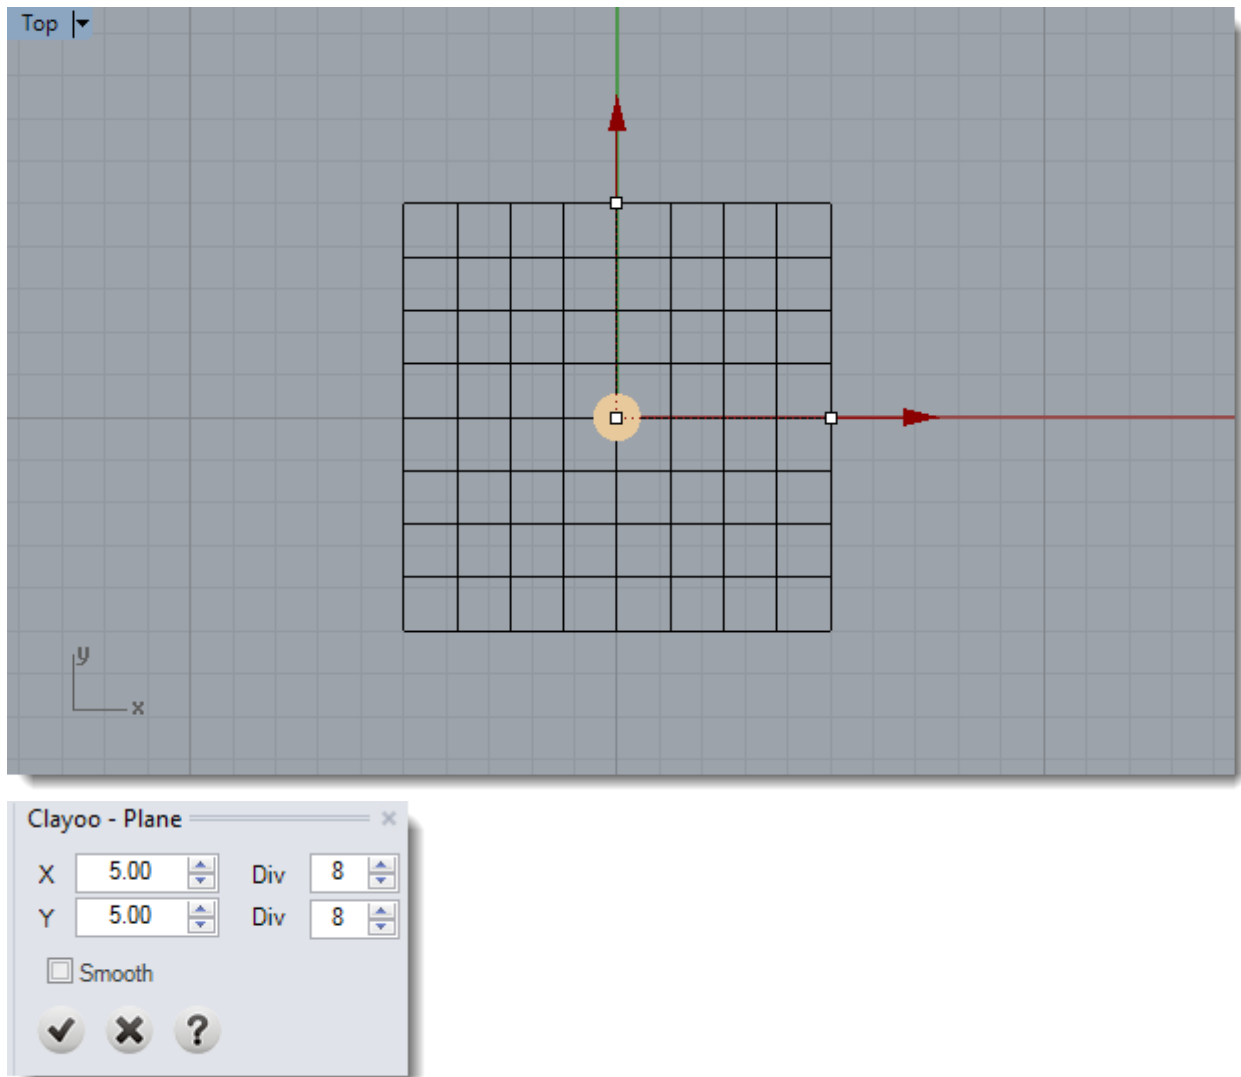 Top
y
x
Clayoo - Plane
X 5.00 Div 8
Y 5.00 Div 8
Smooth
?